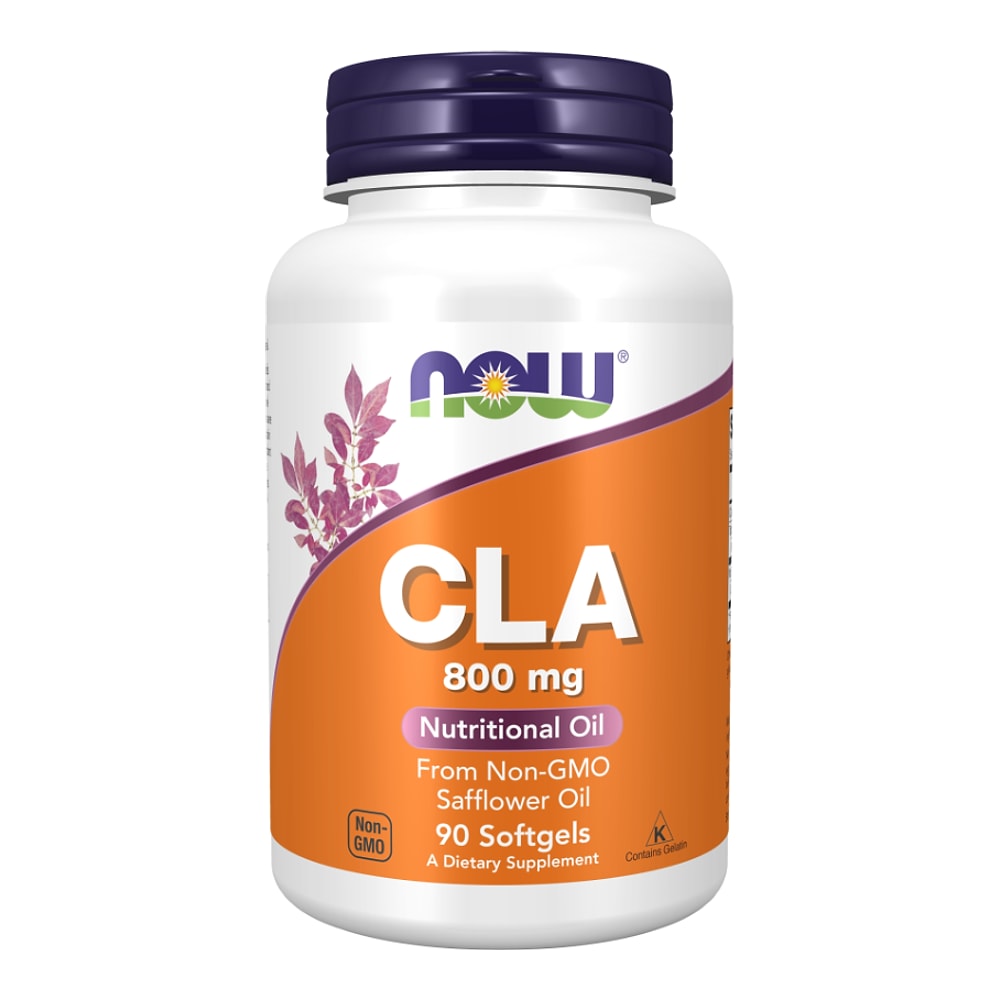 NOW®
CLA
800 mg
Nutritional Oil
From Non-GMO
Safflower Oil
90 Softgels
A Dietary Supplement
Non-
GMO
K
Contains Gelatin